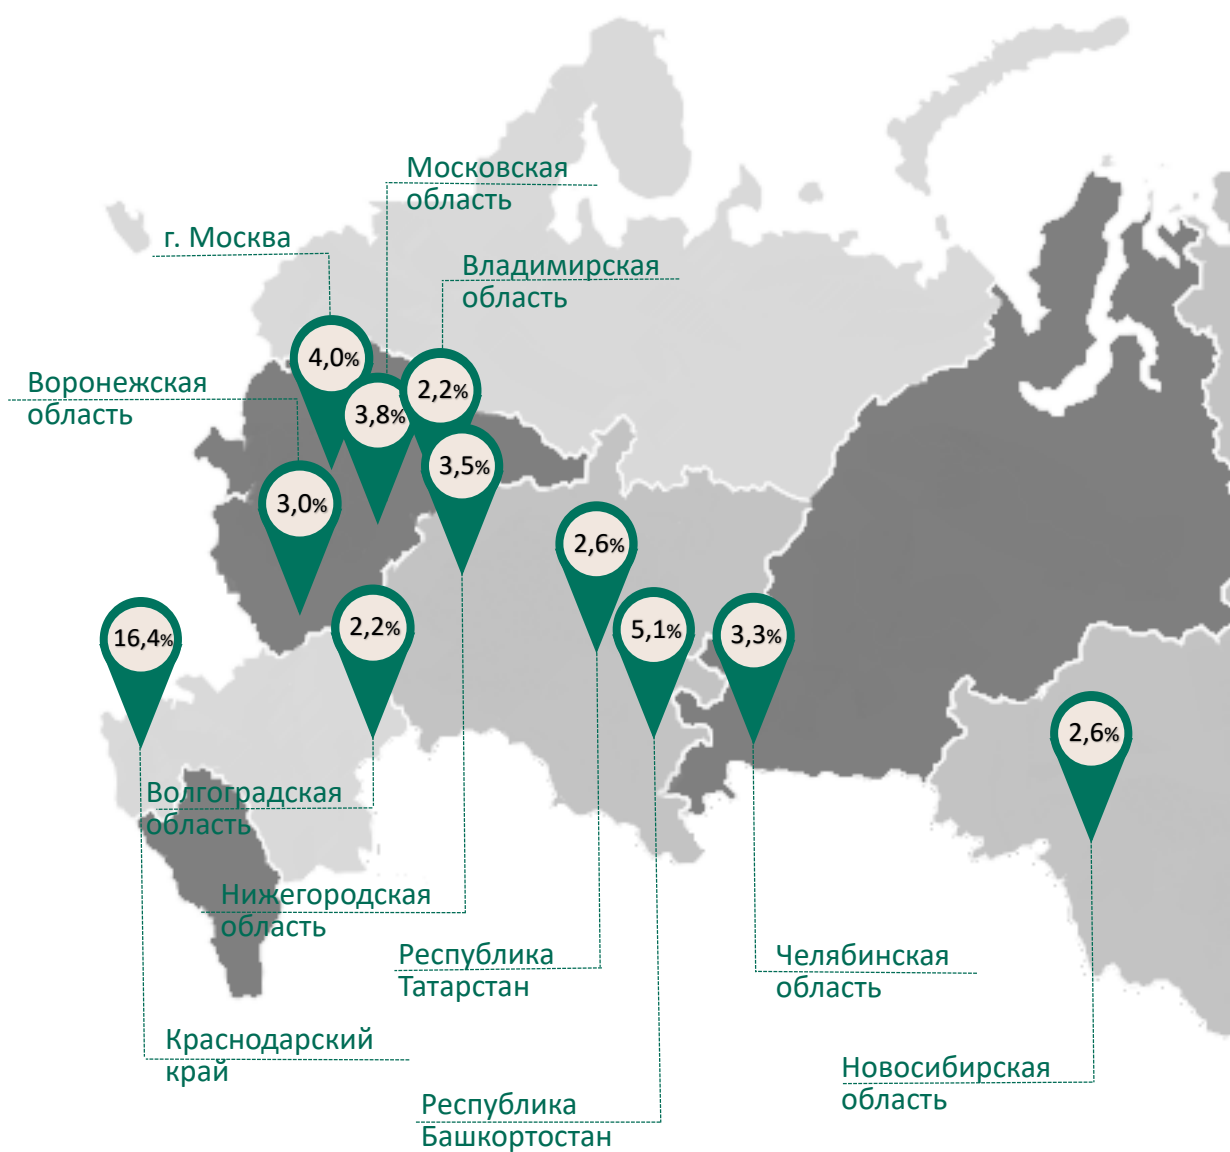 Московская
область
г. Москва
Владимирская
область
4,0%
Воронежская
область
2,2%
3,8%
3,5%
3,0%
2,6%
16,4%
2,2%
5,1%
3,3%
2,6%
Волгоградская
область
Нижегородская
область
Республика
Татарстан
Челябинская
область
Краснодарский
край
Новосибирская
область
Республика
Башкортостан